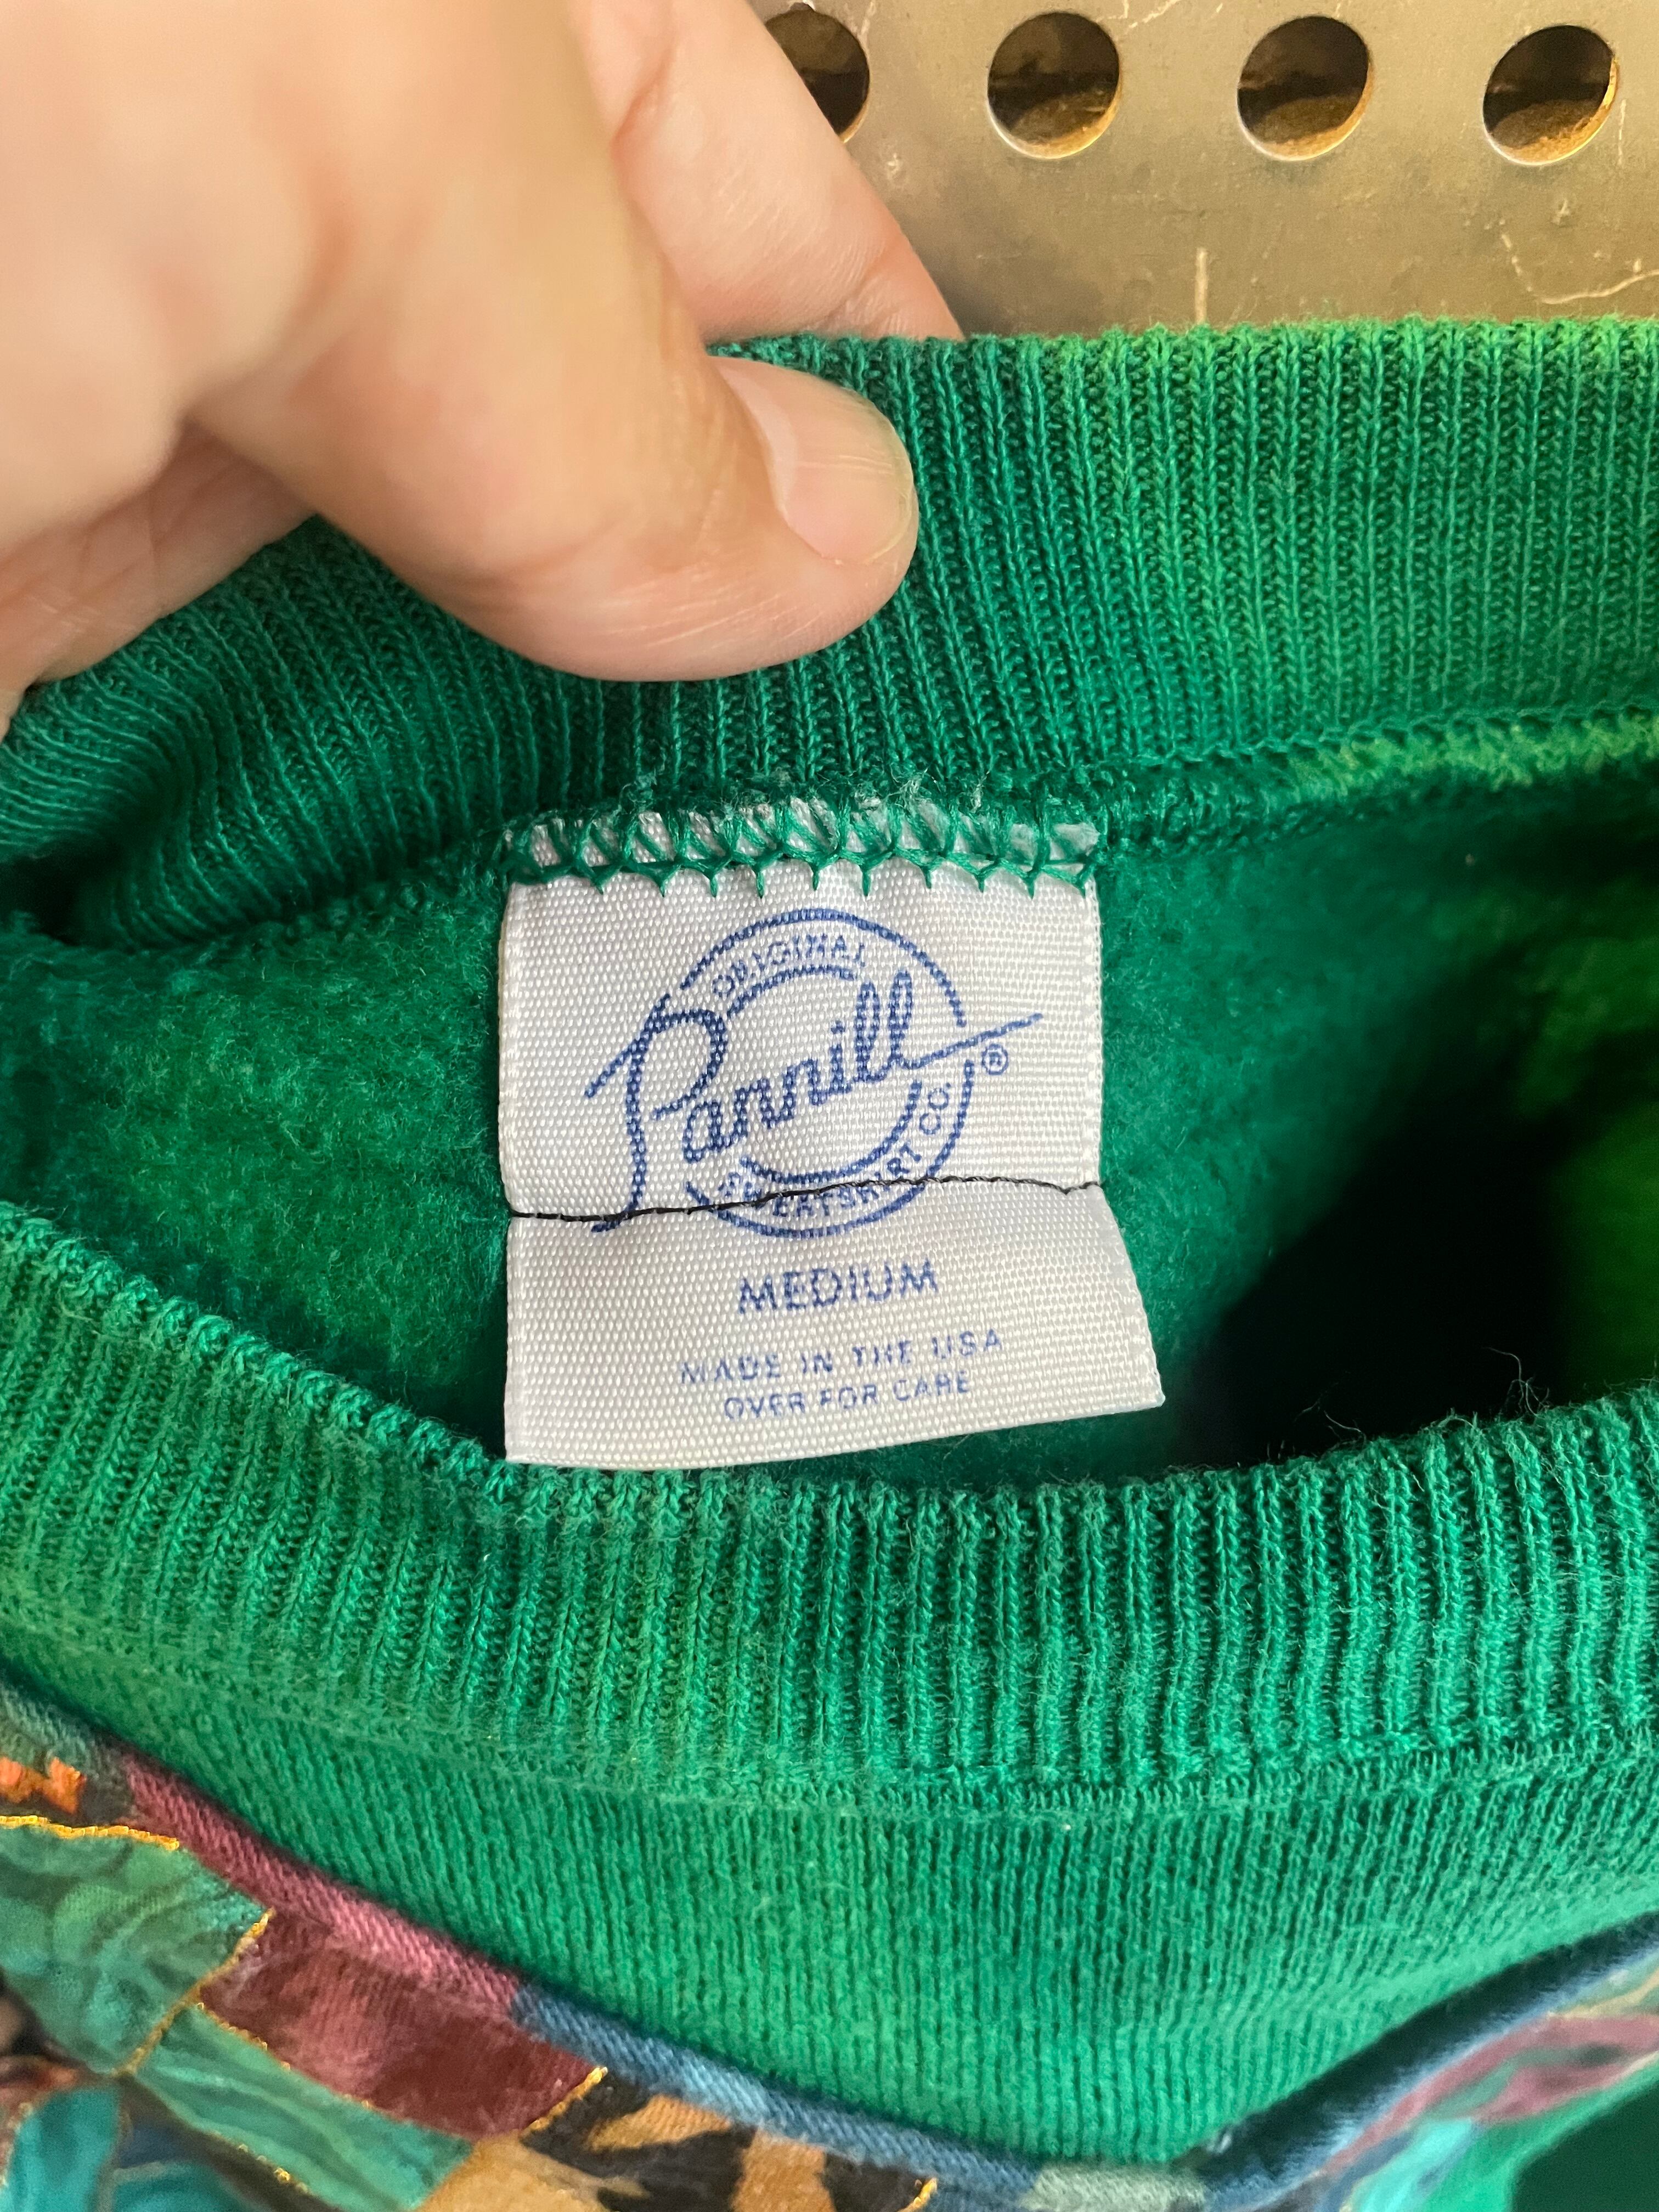 ORIGINAL
Pannill
®
SWEATSHIRT CO.
MEDIUM
MADE IN THE USA
OVER FOR CARE